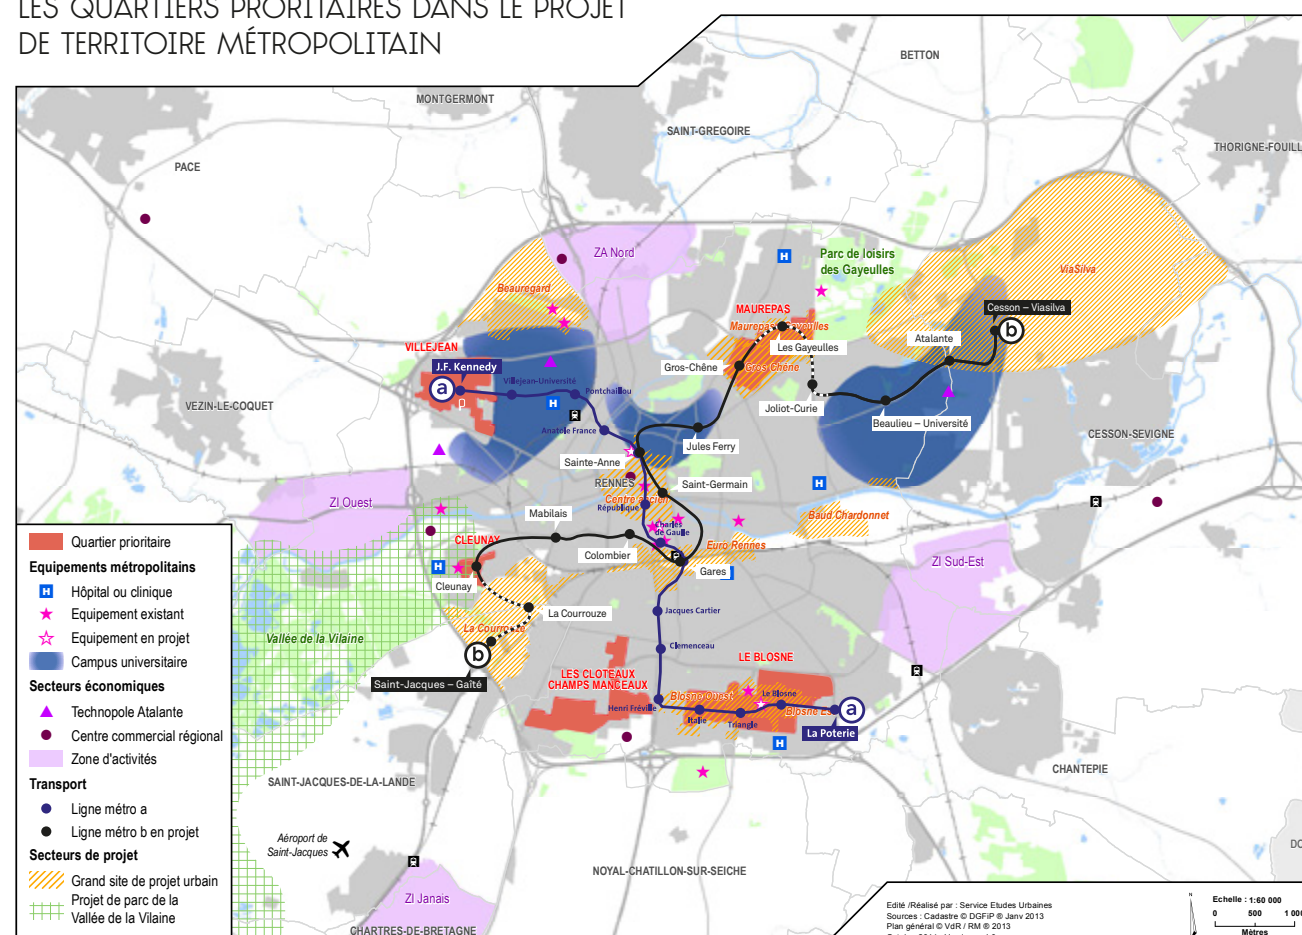 LES QUARTIERS PRORITAIRES DANS LE PROJET
DE TERRITOIRE MÉTROPOLITAIN
BETTON
MONTGERMONT
SAINT-GREGOIRE
THORIGNE-FOUILL
PACE
ZA Nord
Parc de loisirs
des Gayeulles
ViaSilva
Beauregard
Cesson – Viasilva
MAUREPAS
b
Atalante
VILLEJEAN
Les Gayeulles
J.F. Kennedy
Gros-Chêne
Gros Chêne
a
Villejean-Université
Pontchaillou
Joliot-Curie
VEZIN-LE-COQUET
Beaulieu – Université
Anatole France
CESSON-SEVIGNE
Jules Ferry
Sainte-Anne
RENNES
Saint-Germain
ZI Ouest
Centre ancien
République
Mabilais
Baud Chardonnet
Charles
de Gaulle
CLEUNAY
Colombier
Euro Rennes
Gares
ZI Sud-Est
Cleunay
La Courrouze
Jacques Cartier
La Courrouze
Vallée de la Vilaine
Clemenceau
b
LE BLOSNE
Saint-Jacques – Gaîté
LES CLOTEAUX
CHAMPS MANCEAUX
Blosne Ouest
Le Blosne
Henri Fréville
Blosne Est
a
Italie
Triangle
La Poterie
CHANTEPIE
SAINT-JACQUES-DE-LA-LANDE
Aéroport de
Saint-Jacques
NOYAL-CHATILLON-SUR-SEICHE
ZI Janais
CHARTRES-DE-BRETAGNE
Quartier prioritaire
Equipements métropolitains
H Hôpital ou clinique
Equipement existant
Equipement en projet
Campus universitaire
Secteurs économiques
Technopole Atalante
Centre commercial régional
Zone d'activités
Transport
Ligne métro a
Ligne métro b en projet
Secteurs de projet
Grand site de projet urbain
Projet de parc de la
Vallée de la Vilaine
Edité /Réalisé par : Service Etudes Urbaines
Sources : Cadastre © DGFiP ® Janv 2013
Plan général © VdR / RM ® 2013
N
Echelle : 1:60 000
0 500 1 000
Mètres